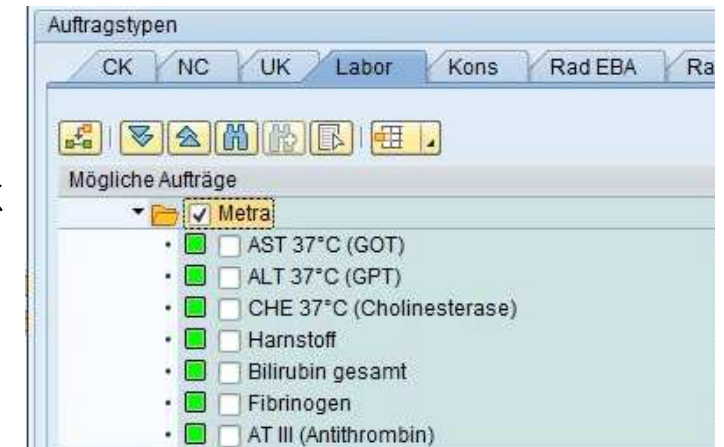 Auftragstypen
CK NC UK Labor Kons Rad EBA Ra
Mögliche Aufträge
Metra
AST 37°C (GOT)
ALT 37°C (GPT)
CHE 37°C (Cholinesterase)
Harnstoff
Bilirubin gesamt
Fibrinogen
AT III (Antithrombin)